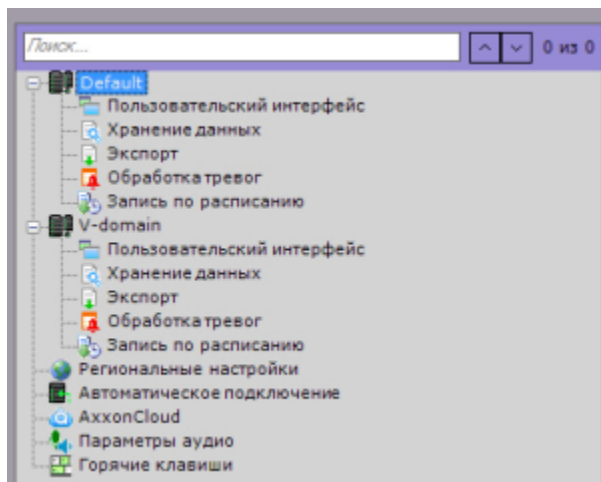 Поиск...
0 из 0
Default
Пользовательский интерфейс
Хранение данных
Экспорт
Обработка тревог
Запись по расписанию
V-domain
Пользовательский интерфейс
Хранение данных
Экспорт
Обработка тревог
Запись по расписанию
Региональные настройки
Автоматическое подключение
AxxonCloud
Параметры аудио
Горячие клавиши